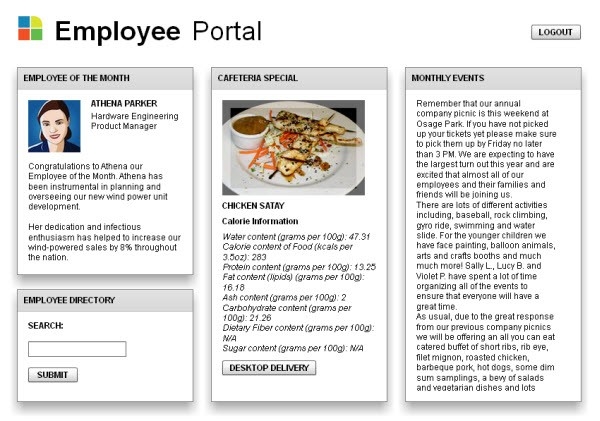 Employee Portal
LOGOUT
EMPLOYEE OF THE MONTH
ATHENA PARKER
Hardware Engineering
Product Manager
Congratulations to Athena our
Employee of the Month. Athena has
been instrumental in planning and
overseeing our new wind power unit
development.
Her dedication and infectious
enthusiasm has helped to increase our
wind-powered sales by 8% throughout
the nation.
EMPLOYEE DIRECTORY
SEARCH:
SUBMIT
CAFETERIA SPECIAL
CHICKEN SATAY
Calorie Information
Water content (grams per 100g): 47.31
Calorie content of Food (kcals per
3.5oz): 283
Protein content (grams per 100g): 13.25
Fat content (lipids) (grams per 100g):
16.18
Ash content (grams per 100g): 2
Carbohydrate content (grams per
100g): 21.26
Dietary Fiber content (grams per 100g):
N/A
Sugar content (grams per 100g): N/A
DESKTOP DELIVERY
MONTHLY EVENTS
Remember that our annual
company picnic is this weekend at
Osage Park. If you have not picked
up your tickets yet please make sure
to pick them up by Friday no later
than 3 PM. We are expecting to have
the largest turn out this year and are
excited that almost all of our
employees and their families and
friends will be joining us.
There are lots of different activities
including, baseball, rock climbing,
gyro ride, swimming and water
slide. For the younger children we
have face painting, balloon animals,
arts and crafts booths and much
much more! Sally L., Lucy B. and
Violet P. have spent a lot of time
organizing all of the events to
ensure that everyone will have a
great time.
As usual, due to the great response
from our previous company picnics
we will be offering an all you can eat
catered buffet of short ribs, rib eye,
filet mignon, roasted chicken,
barbeque pork, hot dogs, some dim
sum samplings, a bevy of salads
and vegetarian dishes and lots